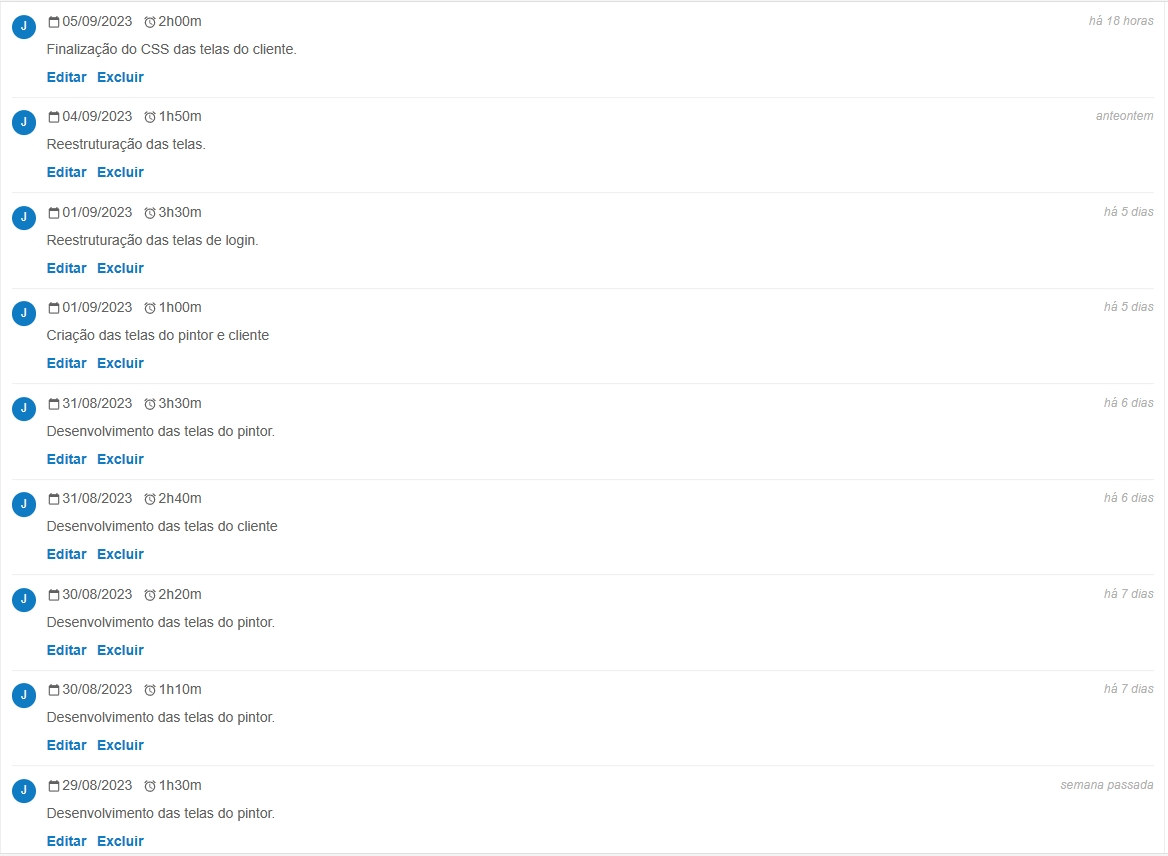 J 05/09/2023 2h00m há 18 horas
Finalização do CSS das telas do cliente.
Editar Excluir
J 04/09/2023 1h50m anteontem
Reestruturação das telas.
Editar Excluir
J 01/09/2023 3h30m há 5 dias
Reestruturação das telas de login.
Editar Excluir
J 01/09/2023 1h00m há 5 dias
Criação das telas do pintor e cliente
Editar Excluir
J 31/08/2023 3h30m há 6 dias
Desenvolvimento das telas do pintor.
Editar Excluir
J 31/08/2023 2h40m há 6 dias
Desenvolvimento das telas do cliente
Editar Excluir
J 30/08/2023 2h20m há 7 dias
Desenvolvimento das telas do pintor.
Editar Excluir
J 30/08/2023 1h10m há 7 dias
Desenvolvimento das telas do pintor.
Editar Excluir
J 29/08/2023 1h30m semana passada
Desenvolvimento das telas do pintor.
Editar Excluir